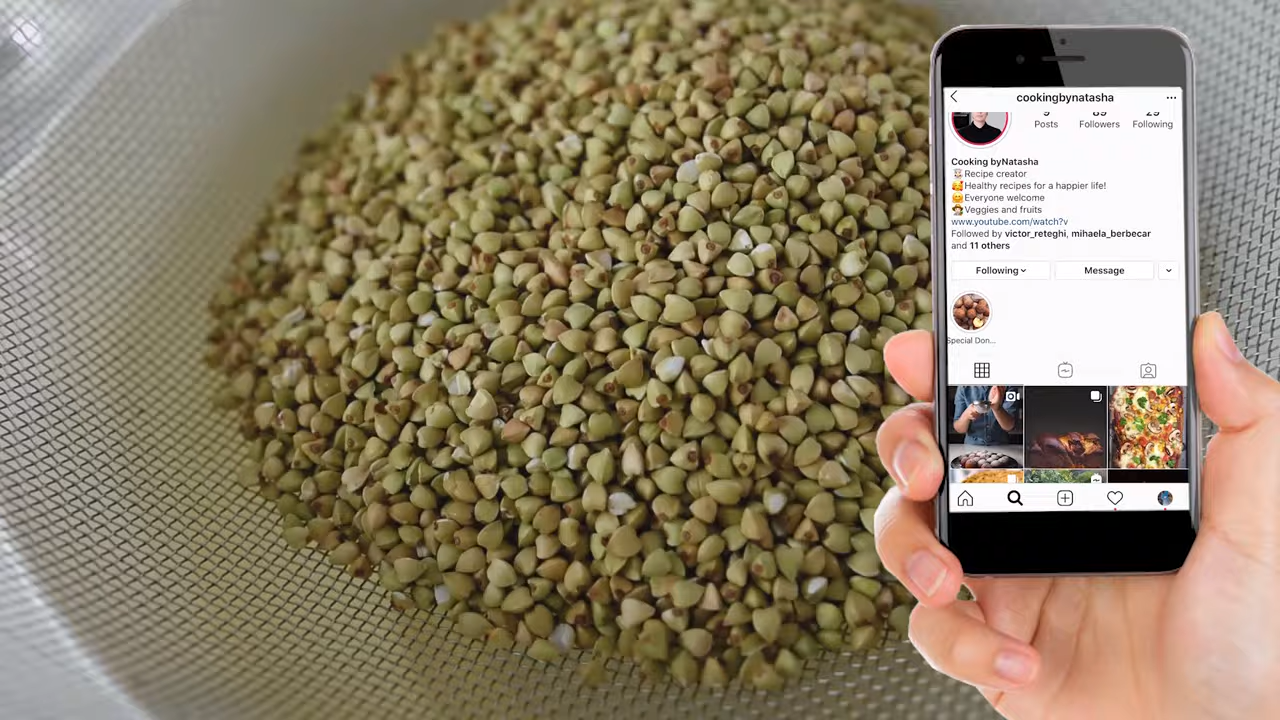 cookingbynatasha
Posts Followers Following
Cooking byNatasha
Recipe creator
Healthy recipes for a happier life!
Everyone welcome
Veggies and fruits
www.youtube.com/watch?v
Followed by victor_reteghi, mihaela_berbecar
and 11 others
Following Message
Special Don...